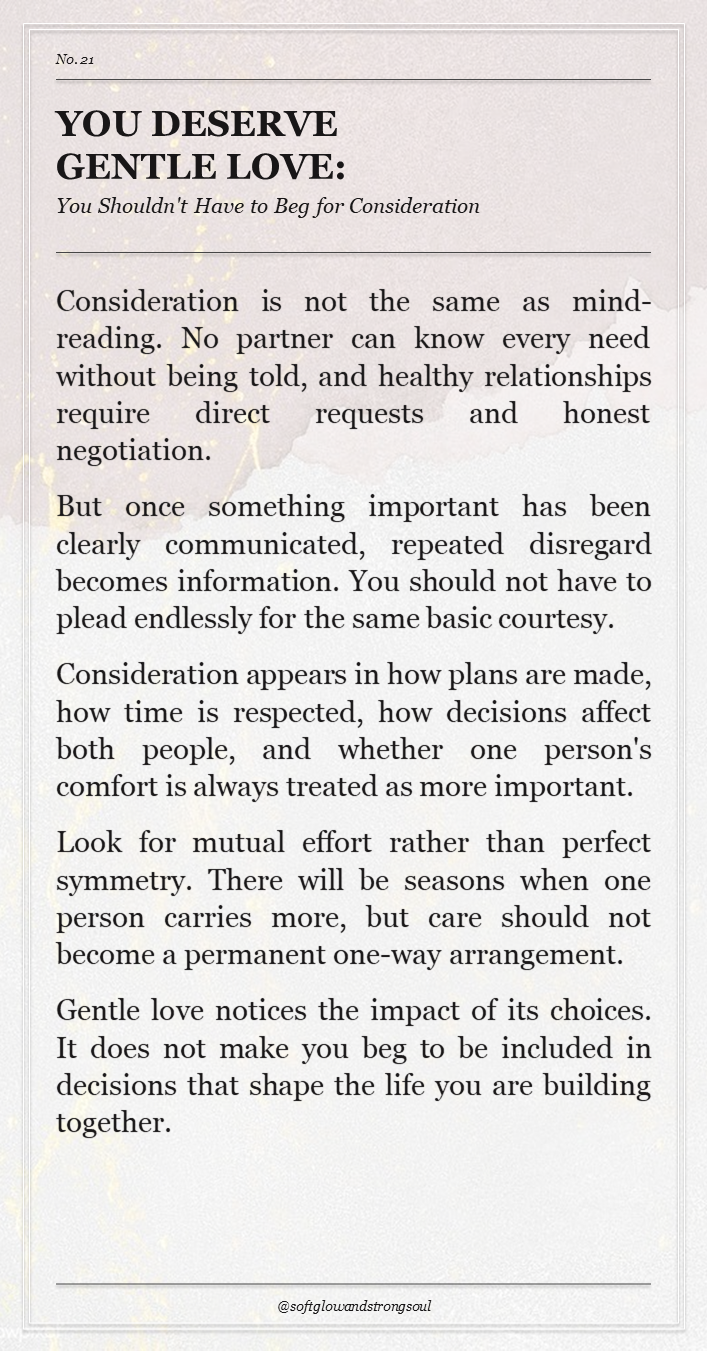 No. 21
YOU DESERVE
GENTLE LOVE:
You Shouldn't Have to Beg for Consideration
Consideration is not the same as mind-
reading. No partner can know every need
without being told, and healthy relationships
require direct requests and honest
negotiation.
But once something important has been
clearly communicated, repeated disregard
becomes information. You should not have to
plead endlessly for the same basic courtesy.
Consideration appears in how plans are made,
how time is respected, how decisions affect
both people, and whether one person's
comfort is always treated as more important.
Look for mutual effort rather than perfect
symmetry. There will be seasons when one
person carries more, but care should not
become a permanent one-way arrangement.
Gentle love notices the impact of its choices.
It does not make you beg to be included in
decisions that shape the life you are building
together.
@softglowandstrongsoul